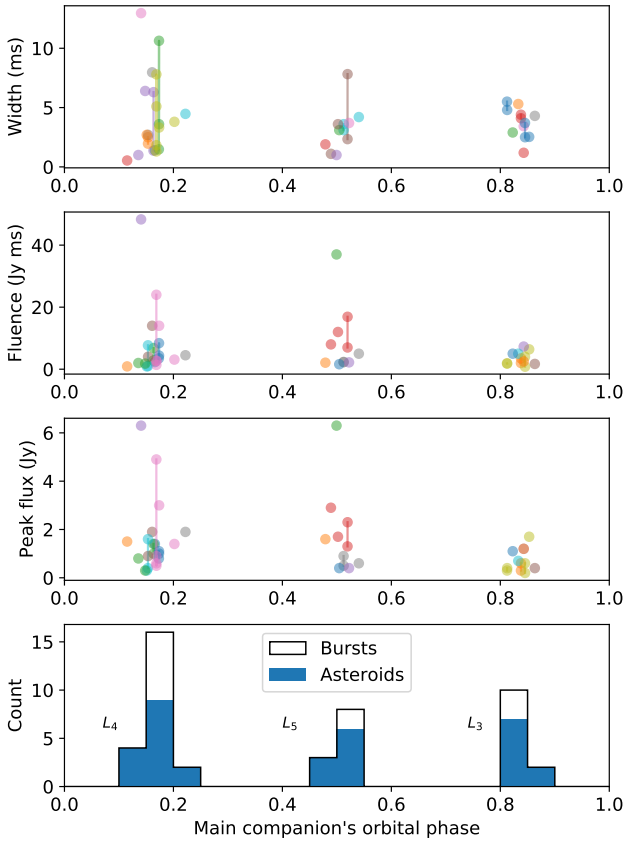 Width (ms)
10
5
0
0.0 0.2 0.4 0.6 0.8 1.0
Fluence (Jy ms)
40
20
0
0.0 0.2 0.4 0.6 0.8 1.0
Peak flux (Jy)
6
4
2
0
0.0 0.2 0.4 0.6 0.8 1.0
Count
15
10
5
0
Bursts
Asteroids
L4 L5 L3
0.0 0.2 0.4 0.6 0.8 1.0
Main companion's orbital phase